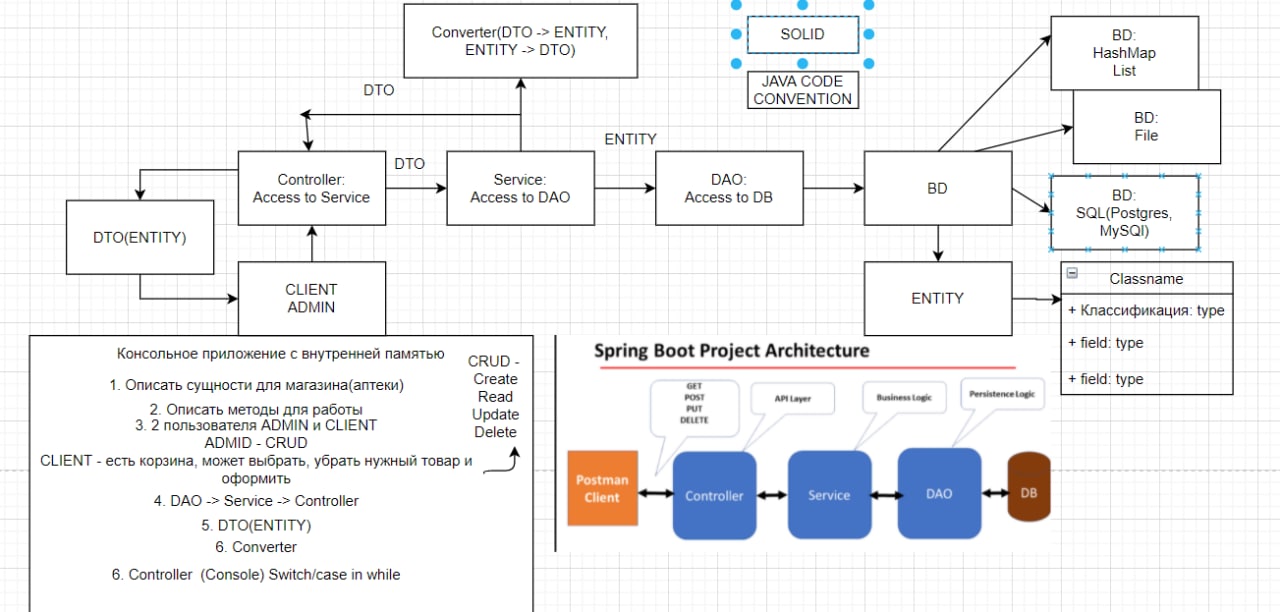 Converter(DTO -> ENTITY,
ENTITY -> DTO)
SOLID
JAVA CODE
CONVENTION
BD:
HashMap
List
BD:
File
DTO
ENTITY
DTO
Controller:
Access to Service
Service:
Access to DAO
DAO:
Access to DB
BD
BD:
SQL(Postgres,
MySQl)
DTO(ENTITY)
CLIENT
ADMIN
ENTITY
Classname
+ Классификация: type
+ field: type
+ field: type
Консольное приложение с внутренней памятью
1. Описать сущности для магазина(аптеки)
2. Описать методы для работы
3. 2 пользователя ADMIN и CLIENT
ADMID - CRUD
CLIENT - есть корзина, может выбрать, убрать нужный товар и
оформить
4. DAO -> Service -> Controller
5. DTO(ENTITY)
6. Converter
6. Controller (Console) Switch/case in while
CRUD -
Create
Read
Update
Delete
Spring Boot Project Architecture
GET
POST
PUT
DELETE
API Layer
Business Logic
Persistence Logic
Postman
Client
Controller
Service
DAO
DB